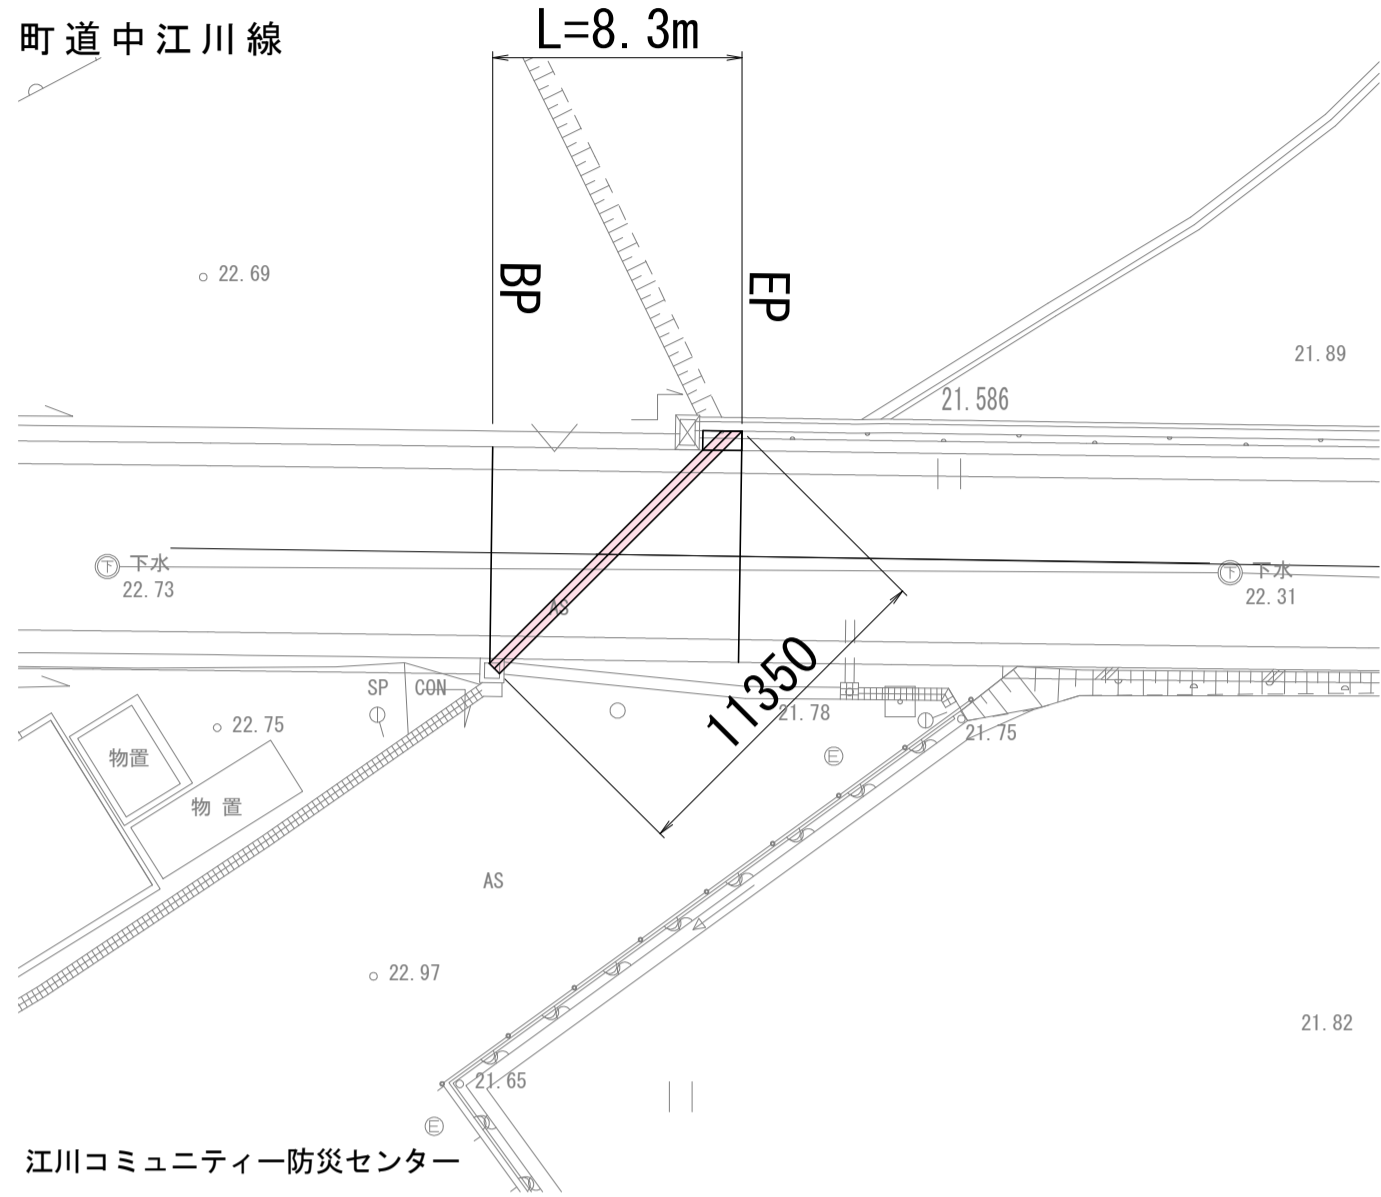 町道中江川線
L=8.3m
BP
EP
22.69
21.89
21.586
下 下水
22.73
AS
下 下水
22.31
SP
CON
11350
21.78
21.75
22.75
物置
物置
E
AS
22.97
21.82
21.65
E
江川コミュニティー防災センター